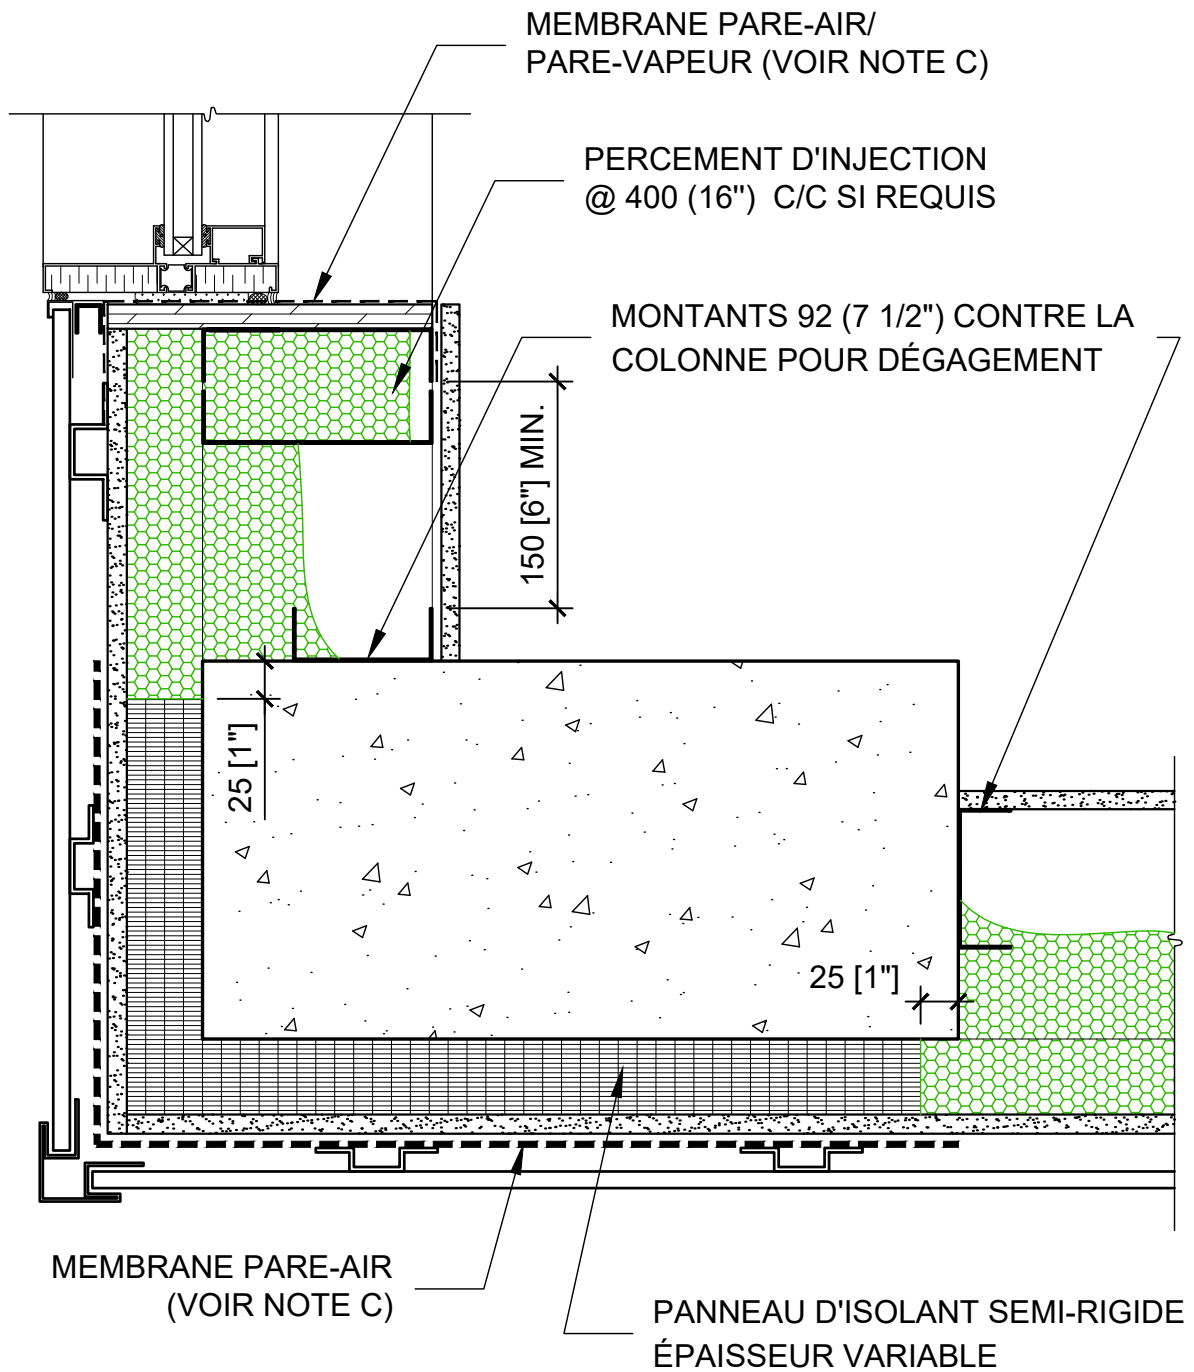 MEMBRANE PARE-AIR/
PARE-VAPEUR (VOIR NOTE C)
PERCEMENT D'INJECTION
@ 400 (16") C/C SI REQUIS
MONTANTS 92 (7 1/2") CONTRE LA
COLONNE POUR DÉGAGEMENT
150 [6"] MIN.
25 [1"]
25 [1"]
MEMBRANE PARE-AIR
(VOIR NOTE C)
PANNEAU D'ISOLANT SEMI-RIGIDE
ÉPAISSEUR VARIABLE